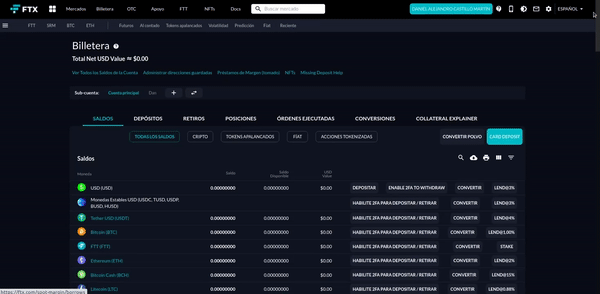 FTX Mercados Billetera OTC Apoyo FTT NFTs Docs Buscar mercado DANIEL ALEJANDRO CASTILLO MARTIN ESPAÑOL
FTT SRM BTC ETH Futuros Al contado Tokens apalancados Volatilidad Predicción Fiat Reciente
Billetera
Total Net USD Value ≈ $0.00
Ver Todos los Saldos de la Cuenta Administrar direcciones guardadas Préstamos de Margen (vamato) NFTs Missing Deposit Help
Sub-cuenta: Cuenta principal Dac
SALDOS DEPÓSITOS RETIROS POSICIONES ÓRDENES EJECUTADAS CONVERSIONES COLLATERAL EXPLAINER
TODAS LOS SALDOS CRIPTO TOKENS APALANCADOS FIAT ACCIONES TOKENIZADAS CONVERTIR POLVO CARD DEPOSIT
Saldos
Moneda Saldo Saldo Disponible USD Value
USD (USD) 0.00000000 0.00000000 $0.00 DEPOSITAR ENABLE 2FA TO WITHDRAW CONVERTIR LEND@3%
Monedas Estables USD (USDC, TUSD, USDP, BUSD, HUSD) 0.00000000 0.00000000 $0.00 HABILITE 2FA PARA DEPOSITAR / RETIRAR CONVERTIR LEND@3%
Tether USD (USDT) 0.00000000 0.00000000 $0.00 HABILITE 2FA PARA DEPOSITAR / RETIRAR CONVERTIR LEND@4%
Bitcoin (BTC) 0.00000000 0.00000000 $0.00 HABILITE 2FA PARA DEPOSITAR / RETIRAR CONVERTIR LEND@1.00%
FTT (FTT) 0.00000000 0.00000000 $0.00 HABILITE 2FA PARA DEPOSITAR / RETIRAR CONVERTIR STAKE
Ethereum (ETH) 0.00000000 0.00000000 $0.00 HABILITE 2FA PARA DEPOSITAR / RETIRAR CONVERTIR LEND@2%
Bitcoin Cash (BCH) 0.00000000 0.00000000 $0.00 HABILITE 2FA PARA DEPOSITAR / RETIRAR CONVERTIR LEND@15%
Litecoin (LTC) 0.00000000 0.00000000 $0.00 HABILITE 2FA PARA DEPOSITAR / RETIRAR CONVERTIR LEND@0.88%
https://ftx.com/spot-margin/borrows